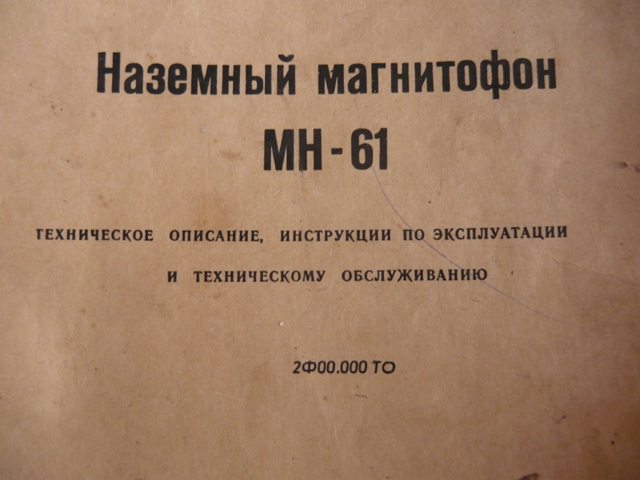 Наземный магнитофон
МН-61
ТЕХНИЧЕСКОЕ ОПИСАНИЕ, ИНСТРУКЦИИ ПО ЭКСПЛУАТАЦИИ
И ТЕХНИЧЕСКОМУ ОБСЛУЖИВАНИЮ
2Ф00.000 ТО